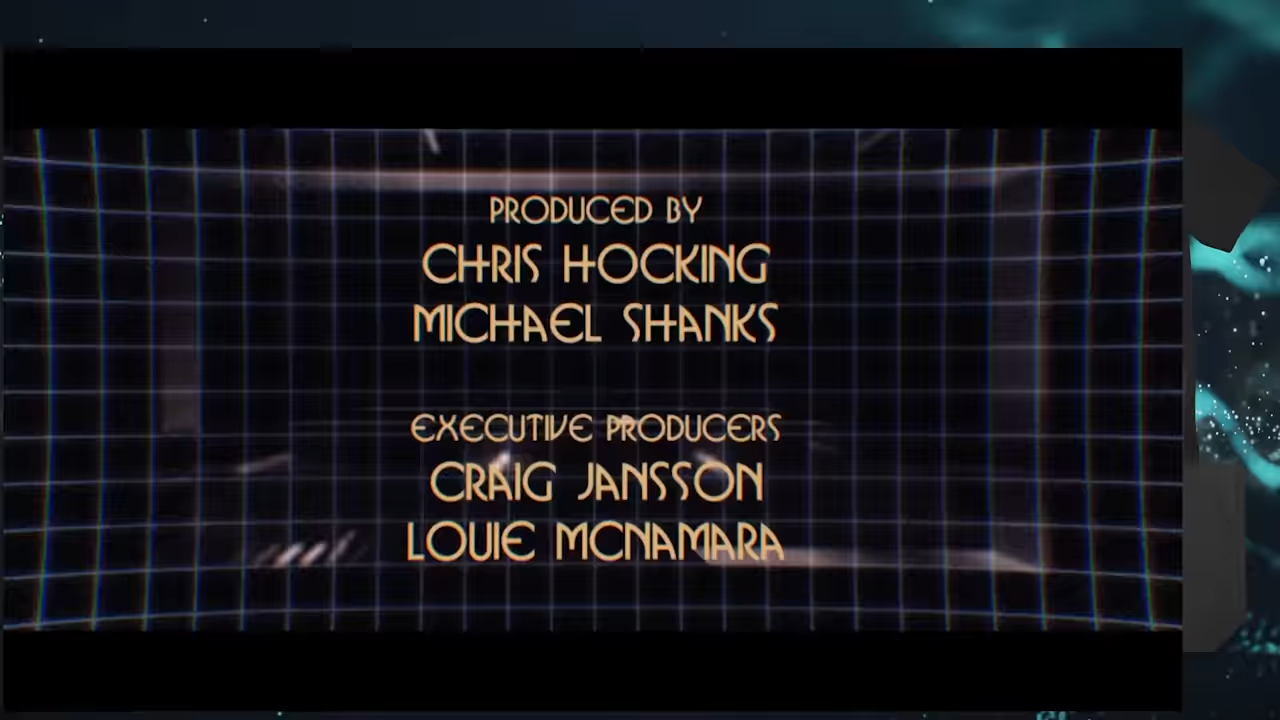 PRODUCED BY
CHRIS HOCKING
MICHAEL SHANKS
EXECUTIVE PRODUCERS
CRAIG JANSSON
LOUIE MCNAMARA